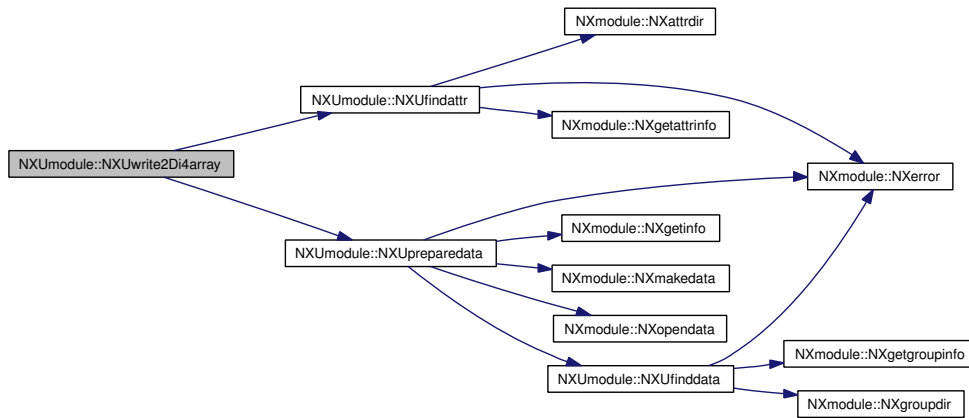 NXmodule::NXattrdir
NXUmodule::NXUfindattr
NXmodule::NXgetattrinfo
NXUmodule::NXUwrite2Di4array
NXmodule::NXerror
NXmodule::NXgetinfo
NXUmodule::NXUpreparedata
NXmodule::NXmakedata
NXmodule::NXopendata
NXmodule::NXgetgroupinfo
NXUmodule::NXUfinddata
NXmodule::NXgroupdir